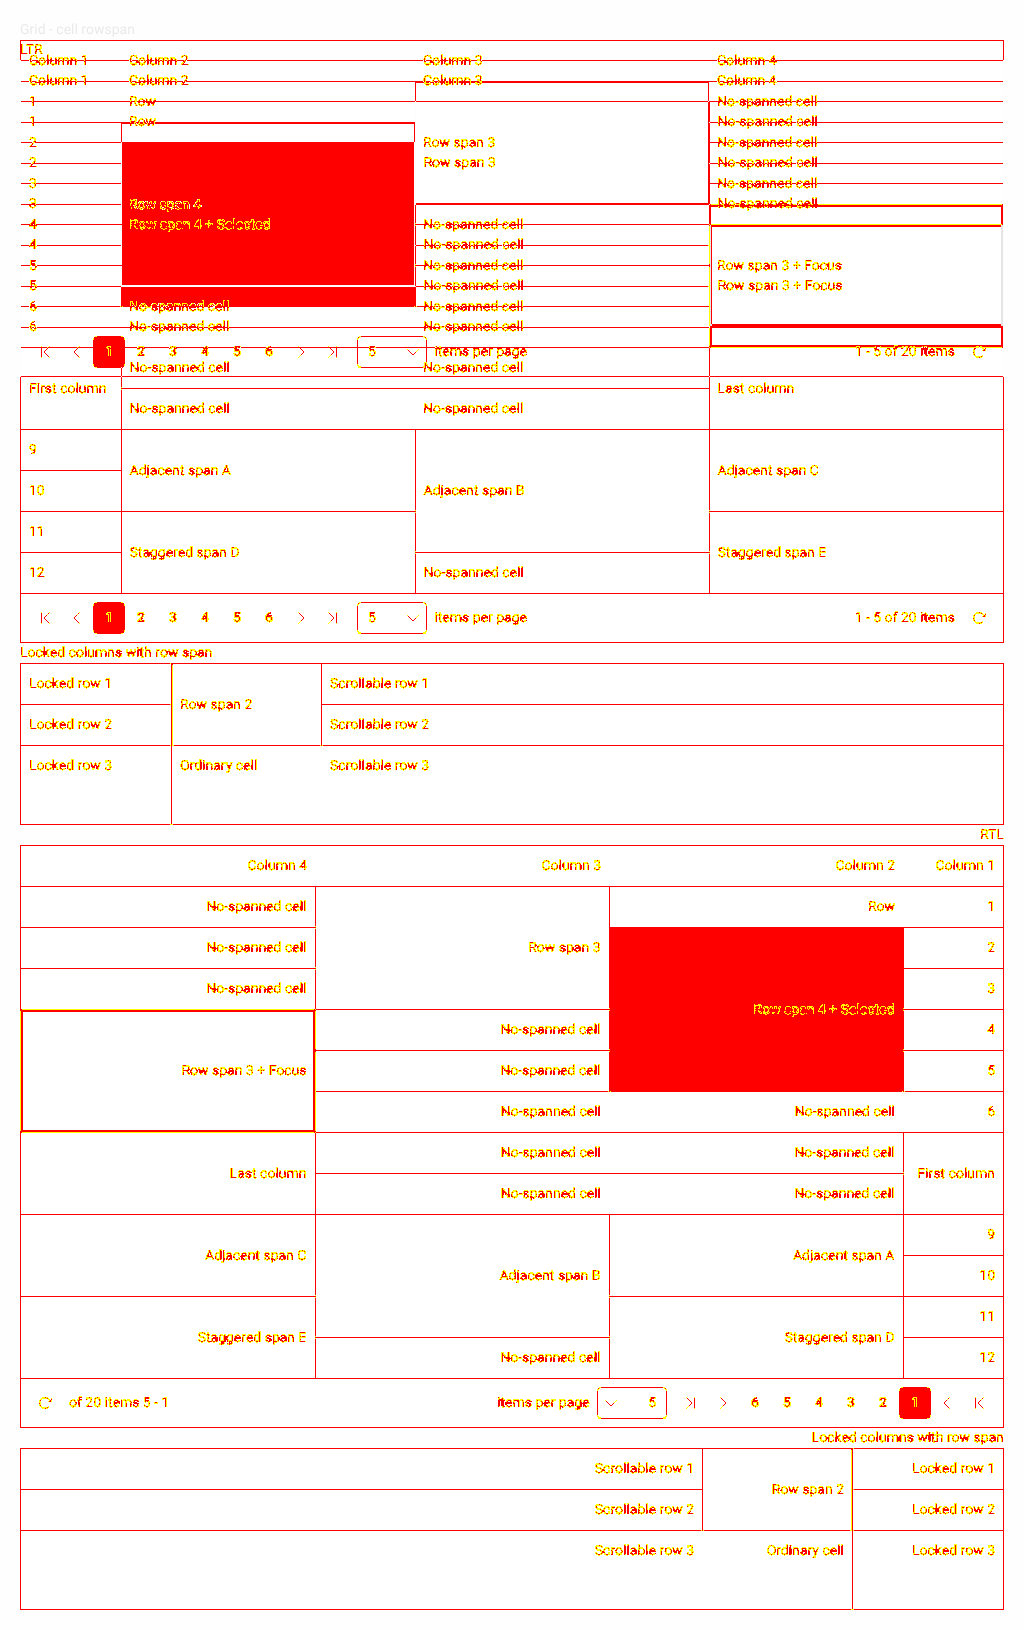 Grid - cell rowspan
LTR
Column 1 Column 2 Column 3 Column 4
Column 1 Column 2 Column 3 Column 4
1 Row No-spanned cell
1 Row No-spanned cell
2 Row span 3 No-spanned cell
2 Row span 3 No-spanned cell
3 No-spanned cell
3 Row span 4 No-spanned cell
4 Row span 4 + Selected No-spanned cell
4 No-spanned cell
5 No-spanned cell Row span 3 + Focus
5 No-spanned cell Row span 3 + Focus
6 No-spanned cell No-spanned cell
6 No-spanned cell No-spanned cell
1 2 3 4 5 6 5 items per page 1 - 5 of 20 items
No-spanned cell No-spanned cell
First column Last column
No-spanned cell No-spanned cell
9
Adjacent span A Adjacent span C
10 Adjacent span B
11
Staggered span D Staggered span E
12 No-spanned cell
1 2 3 4 5 6 5 items per page 1 - 5 of 20 items
Locked columns with row span
Locked row 1 Scrollable row 1
Row span 2
Locked row 2 Scrollable row 2
Locked row 3 Ordinary cell Scrollable row 3
RTL
Column 4 Column 3 Column 2 Column 1
No-spanned cell Row 1
No-spanned cell Row span 3 2
No-spanned cell 3
Row span 4 + Selected
No-spanned cell 4
Row span 3 + Focus No-spanned cell 5
No-spanned cell No-spanned cell 6
No-spanned cell No-spanned cell
Last column First column
No-spanned cell No-spanned cell
9
Adjacent span C Adjacent span A
Adjacent span B 10
11
Staggered span E Staggered span D
No-spanned cell 12
of 20 items 5 - 1 items per page 5 6 5 4 3 2 1
Locked columns with row span
Scrollable row 1 Locked row 1
Row span 2
Scrollable row 2 Locked row 2
Scrollable row 3 Ordinary cell Locked row 3